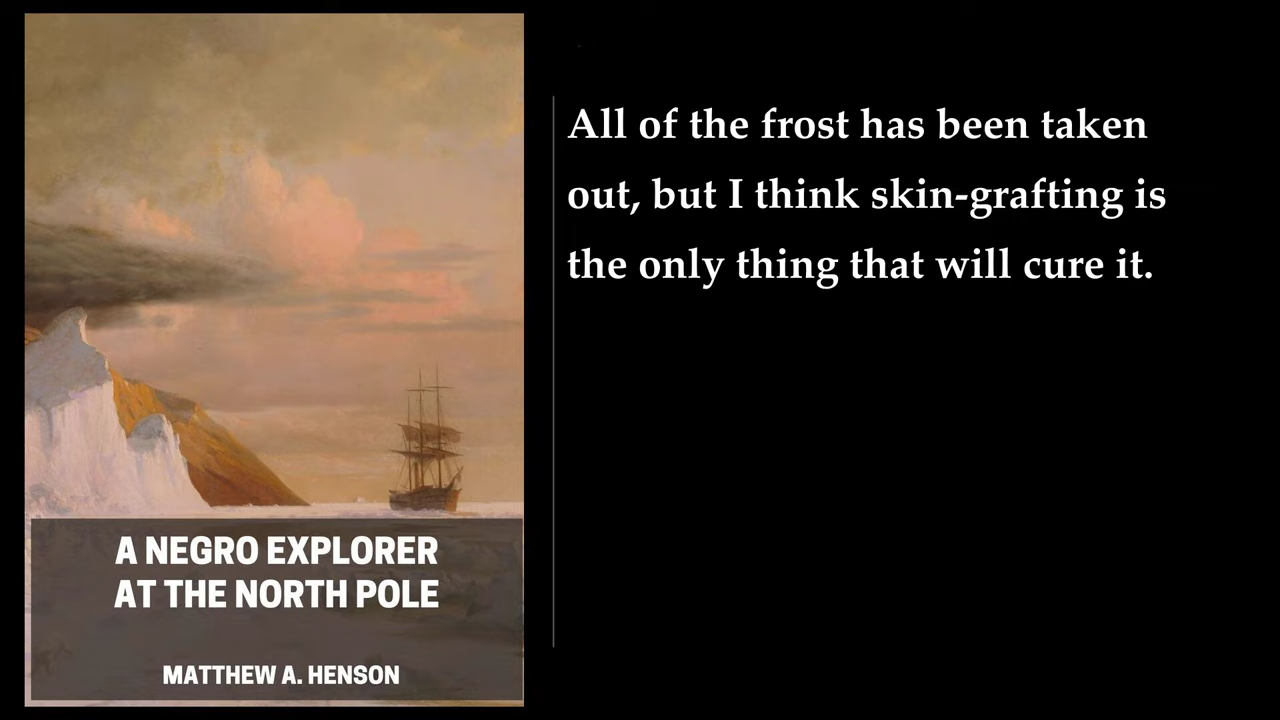 All of the frost has been taken
out, but I think skin-grafting is
the only thing that will cure it.
A NEGRO EXPLORER
AT THE NORTH POLE
MATTHEW A. HENSON